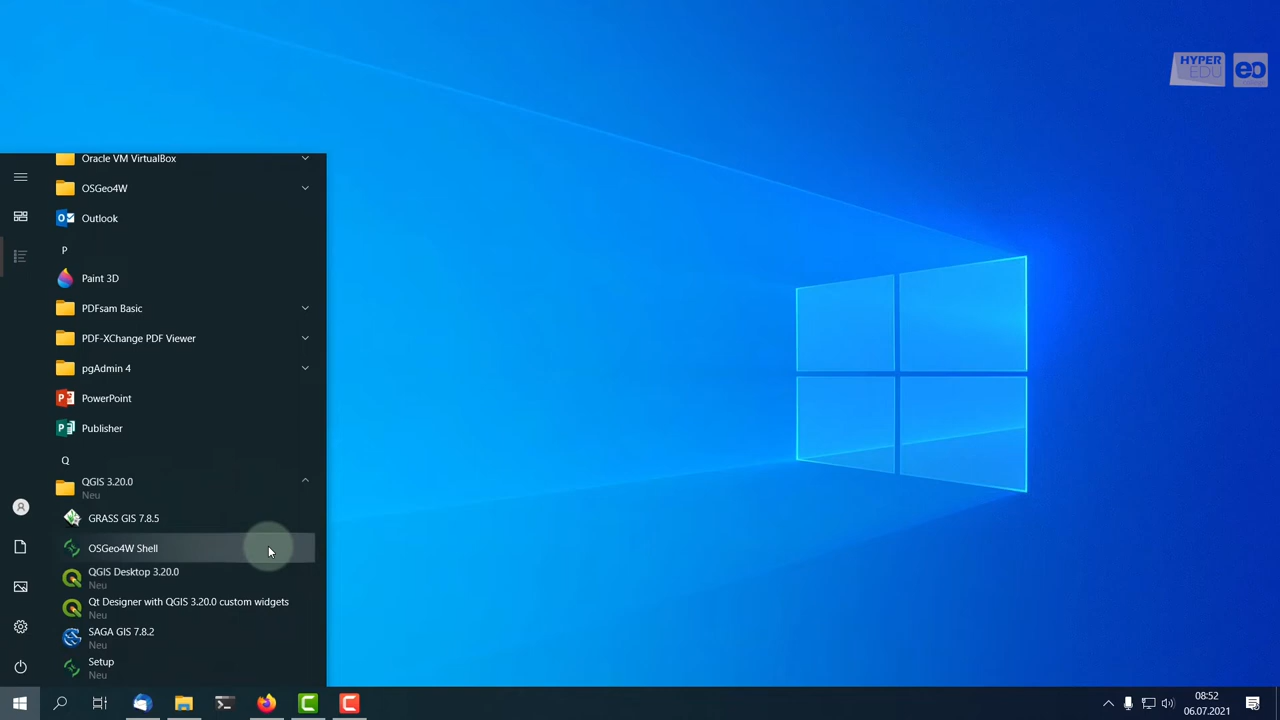 HYPER
EDU
eo
Oracle VM VirtualBox
OSGeo4W
Outlook
P
Paint 3D
PDFsam Basic
PDF-XChange PDF Viewer
pgAdmin 4
PowerPoint
Publisher
Q
QGIS 3.20.0
Neu
GRASS GIS 7.8.5
OSGeo4W Shell
QGIS Desktop 3.20.0
Neu
Qt Designer with QGIS 3.20.0 custom widgets
Neu
SAGA GIS 7.8.2
Neu
Setup
Neu
08:52
06.07.2021